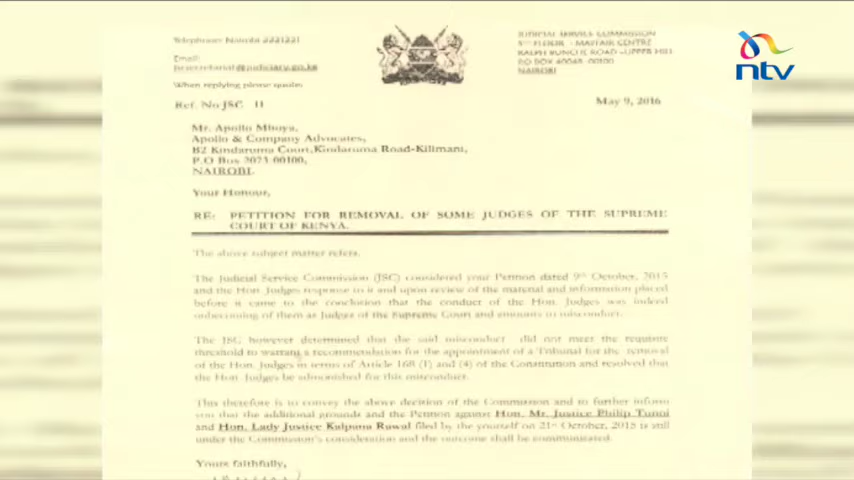 Telephone: Nairobi 2221221
Email:
jscsecretariat@judiciary.go.ke
When replying please quote:
Ref. No JSC 11
JUDICIAL SERVICE COMMISSION
5TH FLOOR - MAYFAIR CENTRE
RALPH BUNCHE ROAD -UPPER HILL
P.O BOX 40048 -00100
NAIROBI
ntv
May 9, 2016
Mr. Apollo Mboya,
Apollo & Company Advocates,
B2 Kindaruma Court,Kindaruma Road-Kilimani,
P.O Box 2023-00100,
NAIROBI.
Your Honour,
RE: PETITION FOR REMOVAL OF SOME JUDGES OF THE SUPREME
COURT OF KENYA.
The above subject matter refers.
The Judicial Service Commission (JSC) considered your Petition dated 9th October, 2015
and the Hon. Judges response to it and upon review of the material and information placed
before it came to the conclusion that the conduct of the Hon. Judges was indeed
unbecoming of them as Judges of the Supreme Court and amounts to misconduct.
The JSC however determined that the said misconduct did not meet the requisite
threshold to warrant a recommendation for the appointment of a Tribunal for the removal
of the Hon. Judges in terms of Article 168 (1) and (4) of the Constitution and resolved that
the Hon Judges be admonished for this misconduct.
This therefore is to convey the above decision of the Commission and to further inform
you that the additional grounds and the Petition against Hon. Mr. Justice Philip Tunoi
and Hon. Lady Justice Kalpana Rawal filed by the yourself on 21st October, 2015 is still
under the Commission's consideration and the outcome shall be communicated.
Yours faithfully,